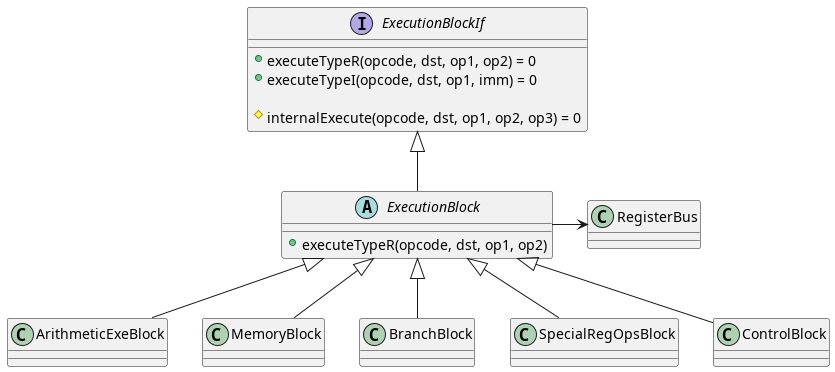 I ExecutionBlockIf
executeTypeR(opcode, dst, op1, op2) = 0
executeTypeI(opcode, dst, op1, imm) = 0
internalExecute(opcode, dst, op1, op2, op3) = 0
A ExecutionBlock
executeTypeR(opcode, dst, op1, op2)
C RegisterBus
C ArithmeticExeBlock
C MemoryBlock
C BranchBlock
C SpecialRegOpsBlock
C ControlBlock